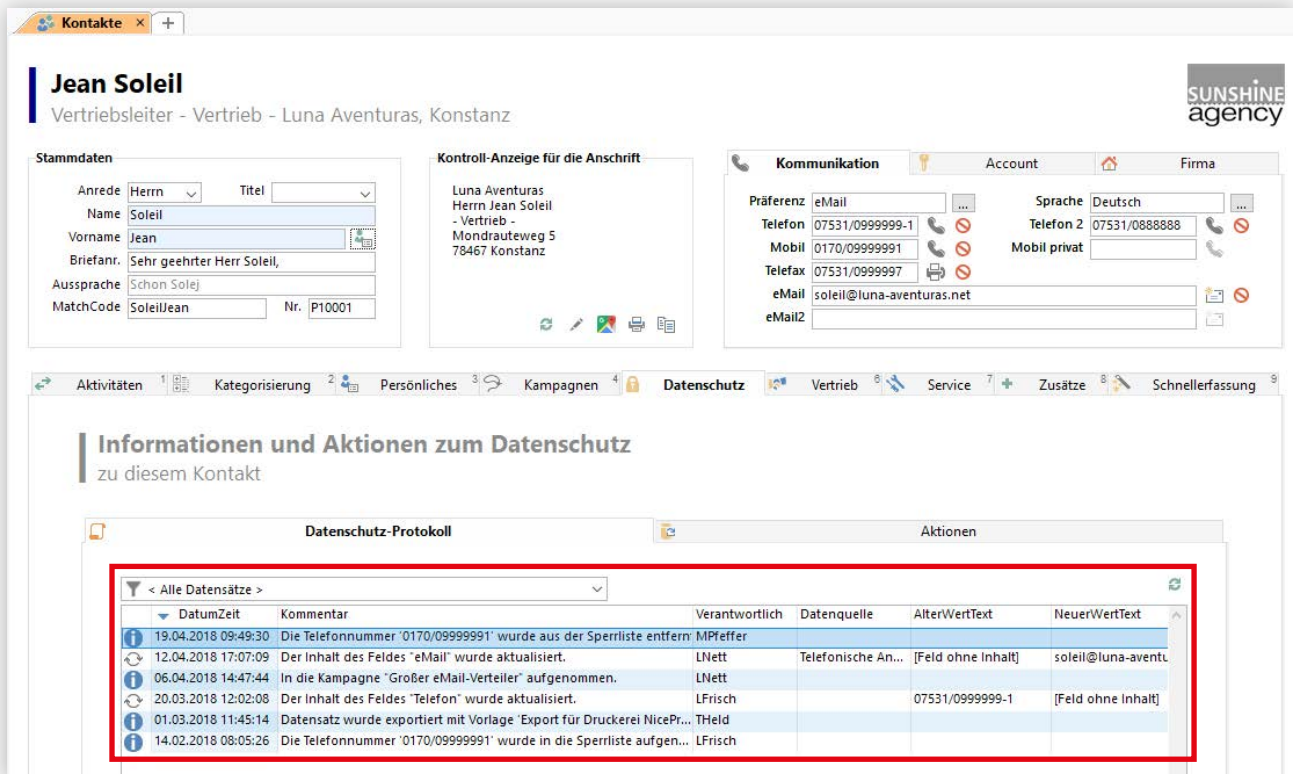 Kontakte × +
Jean Soleil
Vertriebsleiter - Vertrieb - Luna Aventuras, Konstanz
SUNSHINE
agency
Stammdaten
Anrede Herrn Titel
Name Soleil
Vorname Jean
Briefanr. Sehr geehrter Herr Soleil,
Aussprache Schon Solej
MatchCode SoleilJean Nr. P10001
Kontroll-Anzeige für die Anschrift
Luna Aventuras
Herrn Jean Soleil
- Vertrieb -
Mondrauteweg 5
78467 Konstanz
Kommunikation Account Firma
Präferenz eMail ... Sprache Deutsch ...
Telefon 07531/0999999-1 Telefon 2 07531/0888888
Mobil 0170/09999991 Mobil privat
Telefax 07531/0999997
eMail soleil@luna-aventuras.net
eMail2
Aktivitäten 1 Kategorisierung 2 Persönliches 3 Kampagnen 4 Datenschutz Vertrieb 6 Service 7 Zusätze 8 Schnellerfassung 9
Informationen und Aktionen zum Datenschutz
zu diesem Kontakt
Datenschutz-Protokoll Aktionen
< Alle Datensätze >
DatumZeit Kommentar Verantwortlich Datenquelle AlterWertText NeuerWertText
19.04.2018 09:49:30 Die Telefonnummer '0170/09999991' wurde aus der Sperrliste entfern MPfeffer
12.04.2018 17:07:09 Der Inhalt des Feldes "eMail" wurde aktualisiert. LNett Telefonische An... [Feld ohne Inhalt] soleil@luna-aventu
06.04.2018 14:47:44 In die Kampagne "Großer eMail-Verteiler" aufgenommen. LNett
20.03.2018 12:02:08 Der Inhalt des Feldes "Telefon" wurde aktualisiert. LFrisch 07531/0999999-1 [Feld ohne Inhalt]
01.03.2018 11:45:14 Datensatz wurde exportiert mit Vorlage 'Export für Druckerei NicePr... THeld
14.02.2018 08:05:26 Die Telefonnummer '0170/09999991' wurde in die Sperrliste aufgen... LFrisch